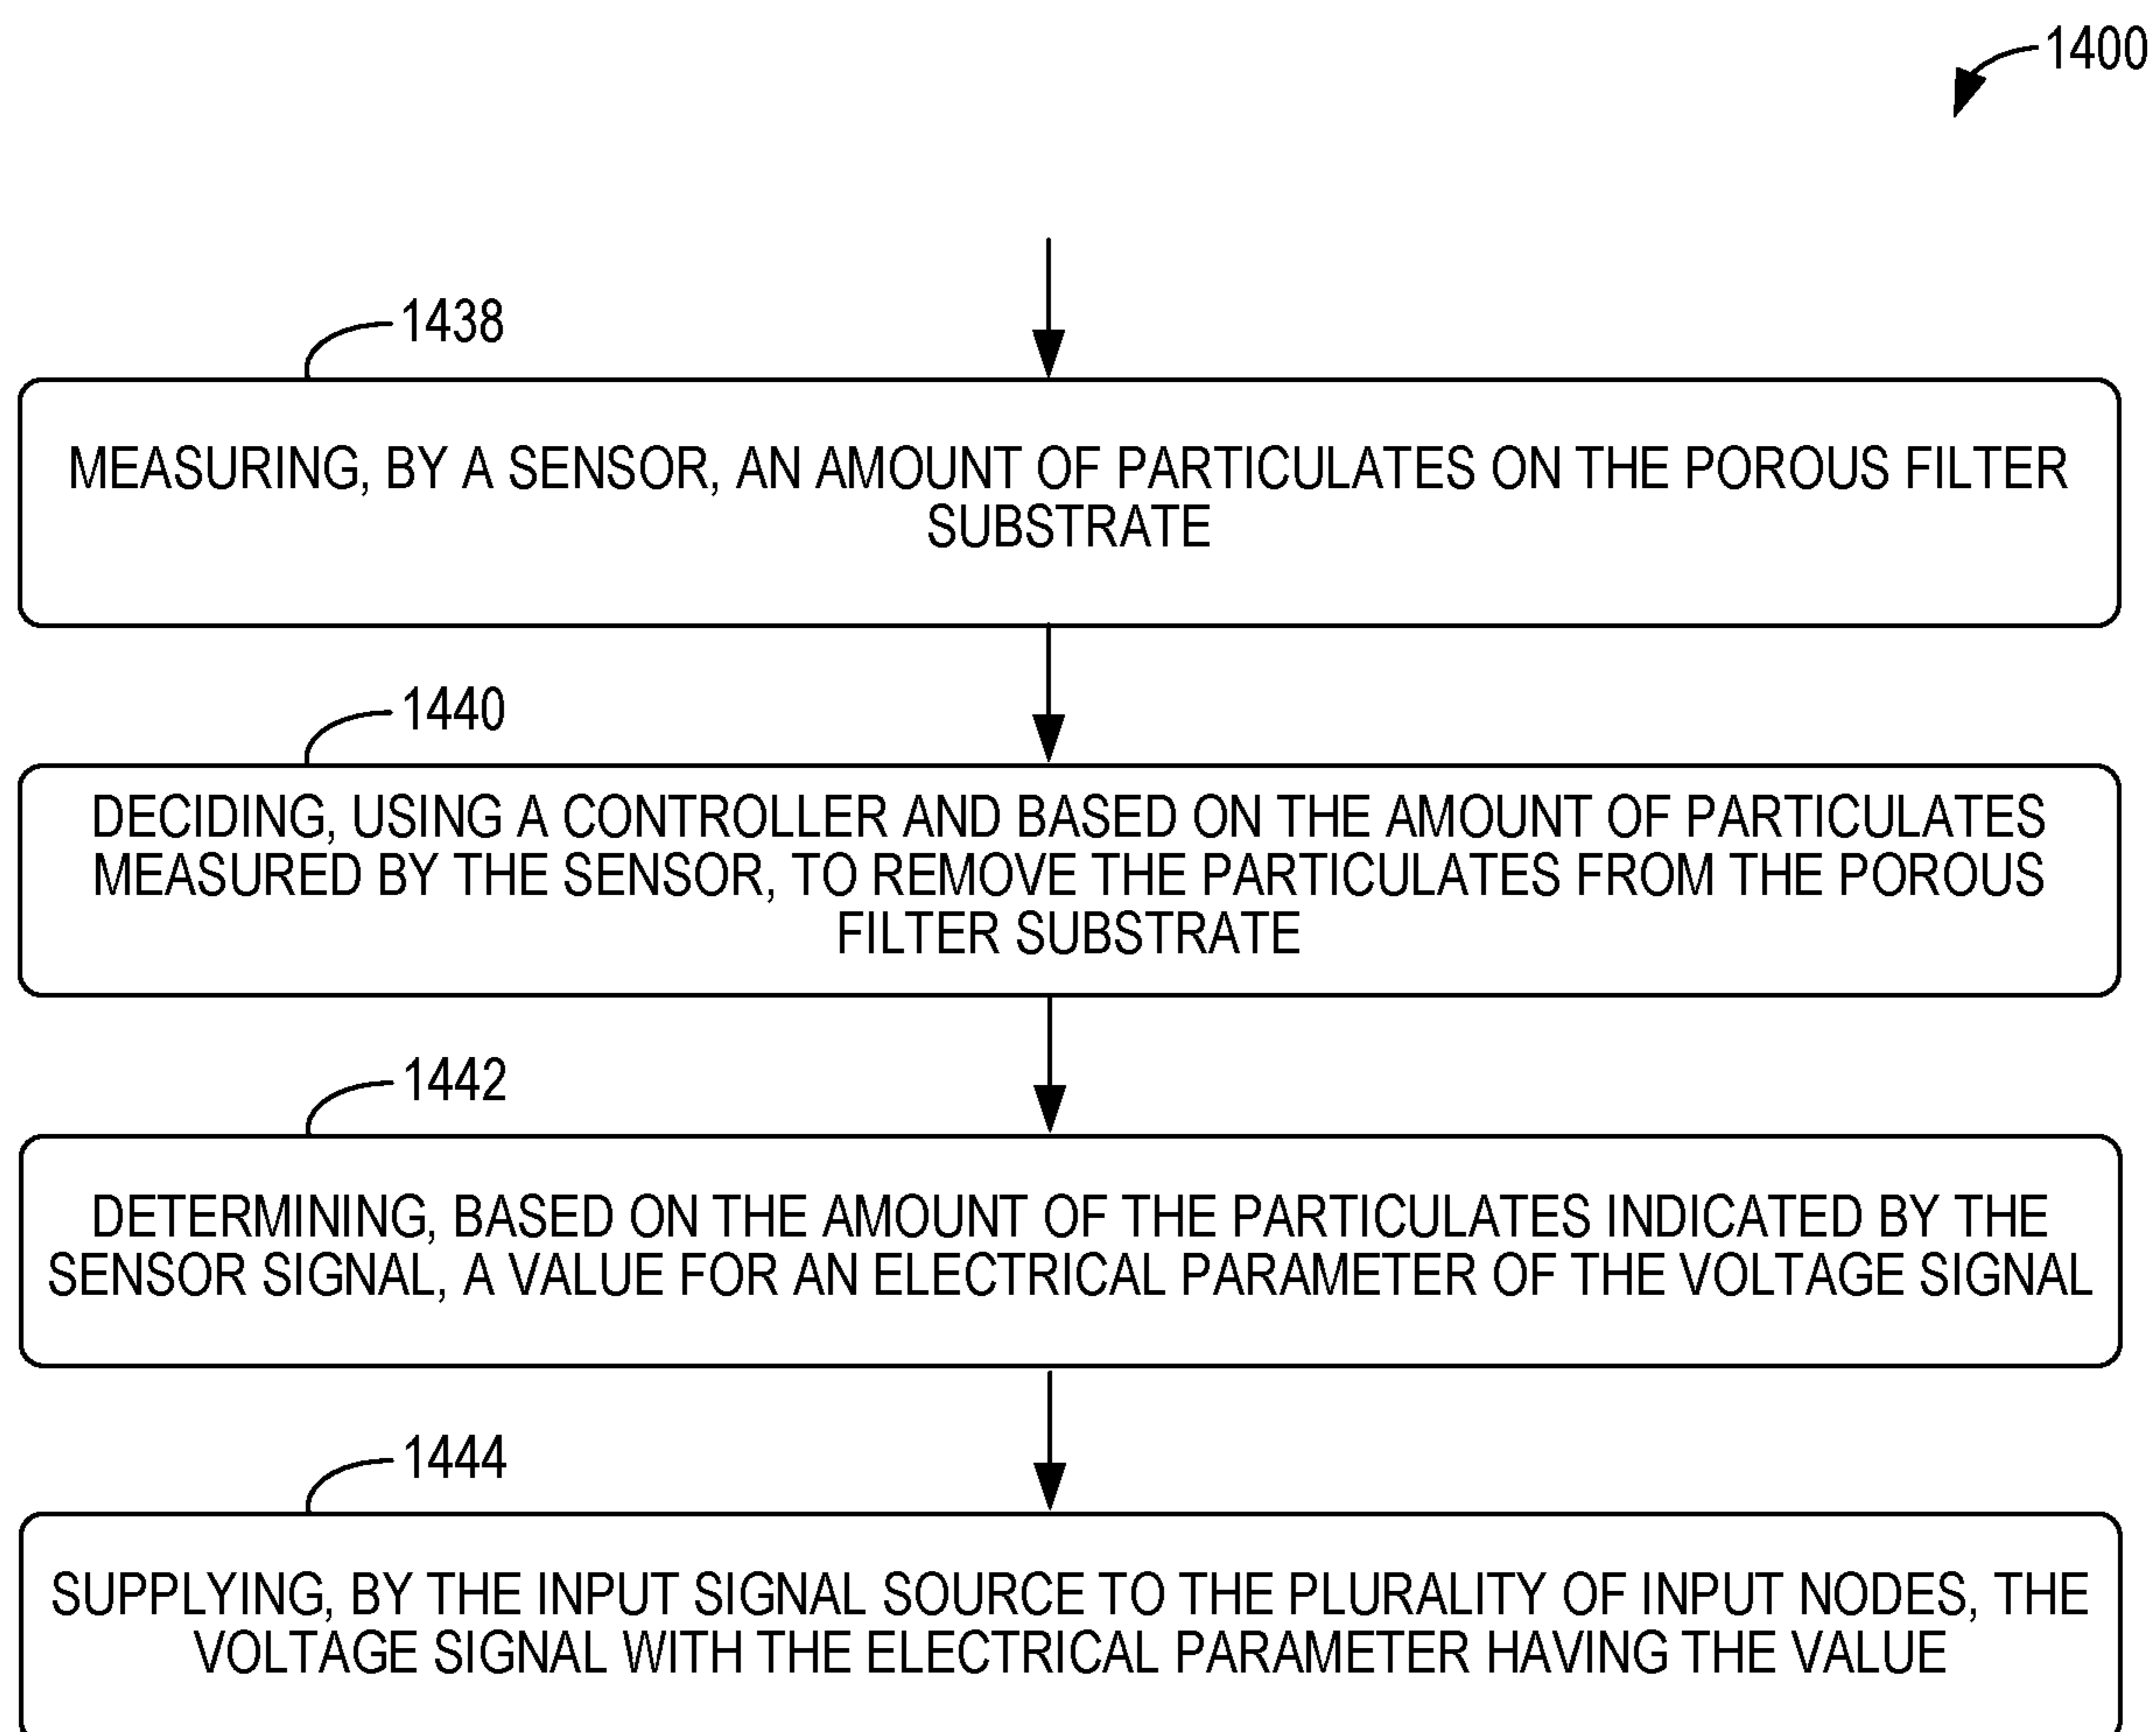 1400
1438
MEASURING, BY A SENSOR, AN AMOUNT OF PARTICULATES ON THE POROUS FILTER
SUBSTRATE
1440
DECIDING, USING A CONTROLLER AND BASED ON THE AMOUNT OF PARTICULATES
MEASURED BY THE SENSOR, TO REMOVE THE PARTICULATES FROM THE POROUS
FILTER SUBSTRATE
1442
DETERMINING, BASED ON THE AMOUNT OF THE PARTICULATES INDICATED BY THE
SENSOR SIGNAL, A VALUE FOR AN ELECTRICAL PARAMETER OF THE VOLTAGE SIGNAL
1444
SUPPLYING, BY THE INPUT SIGNAL SOURCE TO THE PLURALITY OF INPUT NODES, THE
VOLTAGE SIGNAL WITH THE ELECTRICAL PARAMETER HAVING THE VALUE